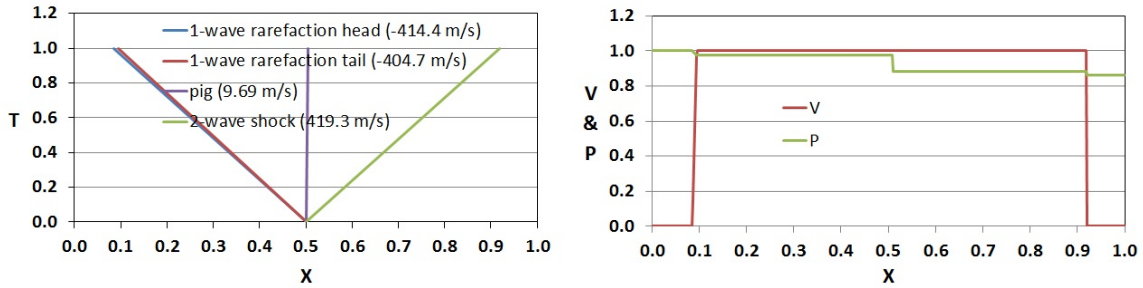 1.2
1-wave rarefaction head (-414.4 m/s)
1.0
1-wave rarefaction tail (-404.7 m/s)
0.8
pig (9.69 m/s)
T
0.6
2-wave shock (419.3 m/s)
0.4
0.2
0.0
0.0 0.1 0.2 0.3 0.4 0.5 0.6 0.7 0.8 0.9 1.0
X
1.2
1.0
V
&
P
0.8
V
0.6
P
0.4
0.2
0.0
0.0 0.1 0.2 0.3 0.4 0.5 0.6 0.7 0.8 0.9 1.0
X